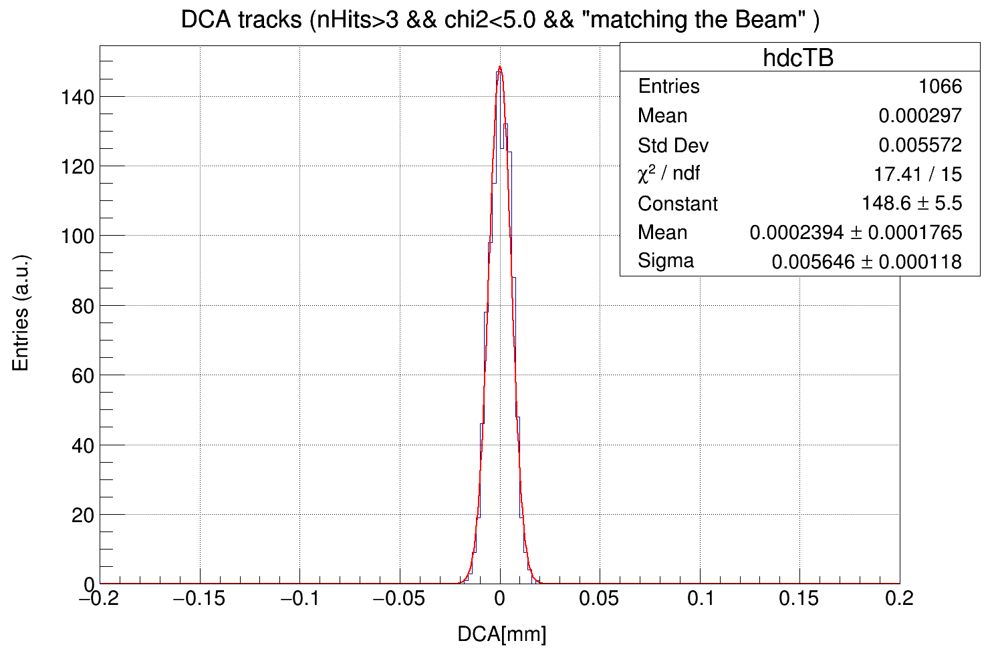 DCA tracks (nHits>3 && chi2<5.0 && "matching the Beam" )
hdcTB
Entries 1066
Mean 0.000297
Std Dev 0.005572
χ² / ndf 17.41 / 15
Constant 148.6 ± 5.5
Mean 0.0002394 ± 0.0001765
Sigma 0.005646 ± 0.000118
Entries (a.u.)
140
120
100
80
60
40
20
0
−0.2 −0.15 −0.1 −0.05 0 0.05 0.1 0.15 0.2
DCA[mm]